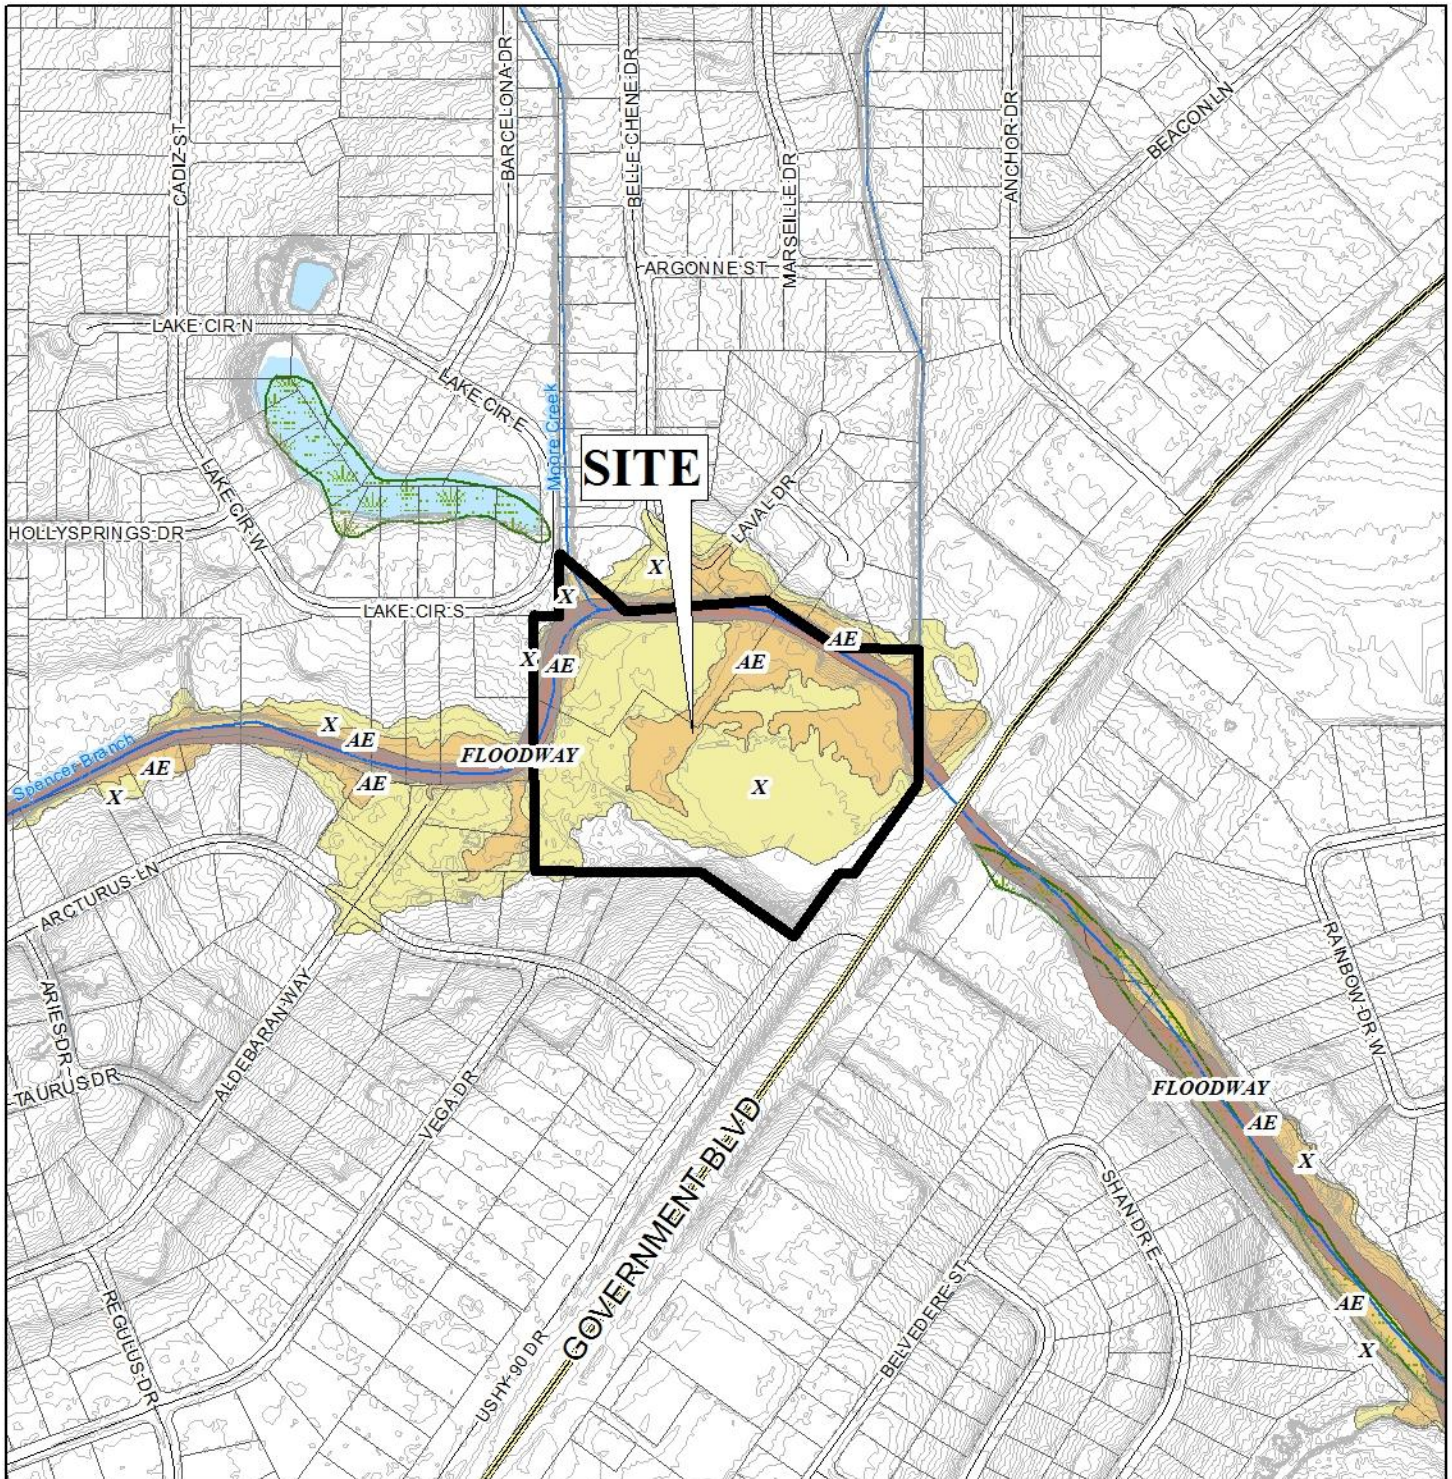 CADIZ ST
BARCELONA DR
BELLE CHENE DR
MARSEILLE DR
ANCHOR DR
BEACON LN
ARGONNE ST
LAKE CIR N
LAKE CIR E
Moore Creek
SITE
LAVAL DR
LAKE CIR W
HOLLYSPRINGS DR
LAKE CIR S
X
X
X
AE
AE
AE
X
AE
FLOODWAY
Spencer Branch
AE
AE
X
X
ARCTURUS LN
ALDEBARAN WAY
ARIES DR
TAURUS DR
VEGA DR
REGULUS DR
GOVERNMENT BLVD
US HY 90 DR
RAINBOW DR W
FLOODWAY
AE
X
SHAN DR E
BELVEDERE ST
AE
X